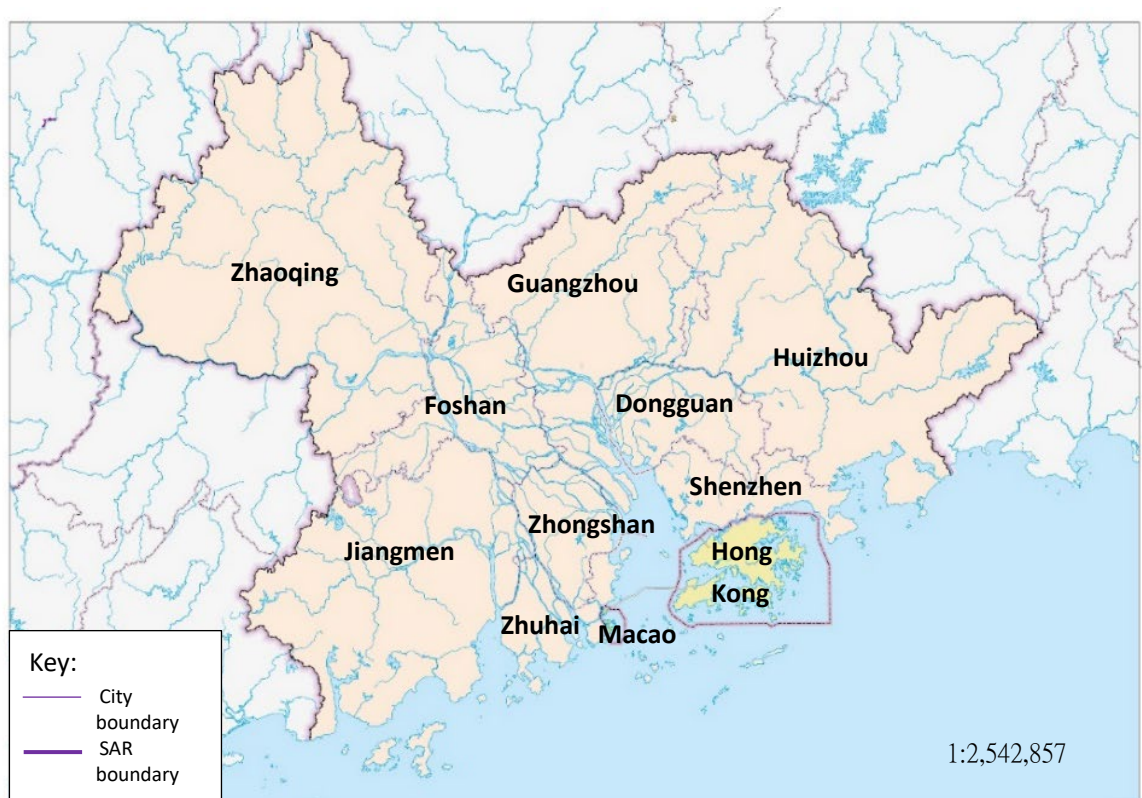 Zhaoqing
Guangzhou
Huizhou
Foshan
Dongguan
Shenzhen
Zhongshan
Jiangmen
Hong
Kong
Zhuhai
Macao
Key:
City
boundary
SAR
boundary
1:2,542,857